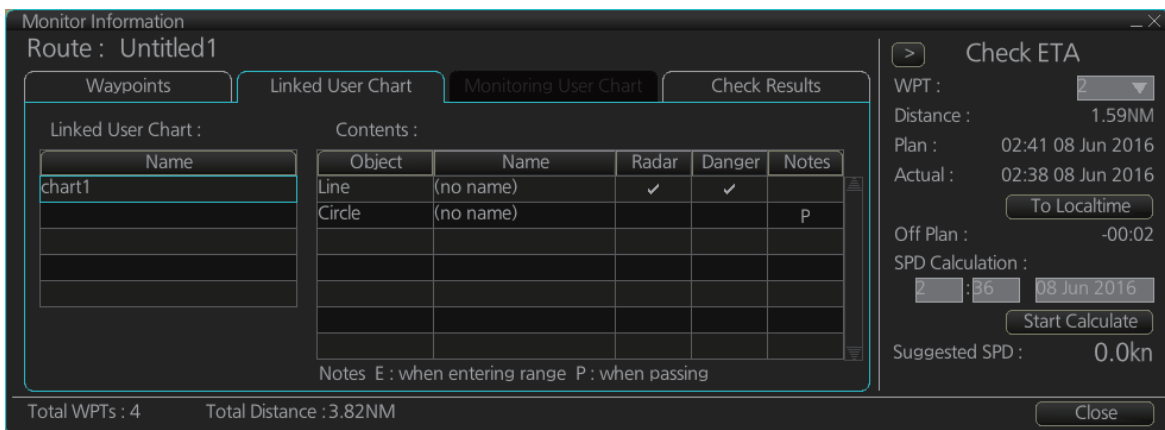 Monitor Information
Route : Untitled1
Waypoints Linked User Chart Monitoring User Chart Check Results
Linked User Chart : Contents :
Name Object Name Radar Danger Notes
chart1 Line (no name) ✓ ✓
Circle (no name) P
Notes E : when entering range P : when passing
Total WPTs : 4 Total Distance : 3.82NM
> Check ETA
WPT : 2
Distance : 1.59NM
Plan : 02:41 08 Jun 2016
Actual : 02:38 08 Jun 2016
To Localtime
Off Plan : -00:02
SPD Calculation :
2 :36 08 Jun 2016
Start Calculate
Suggested SPD : 0.0kn
Close